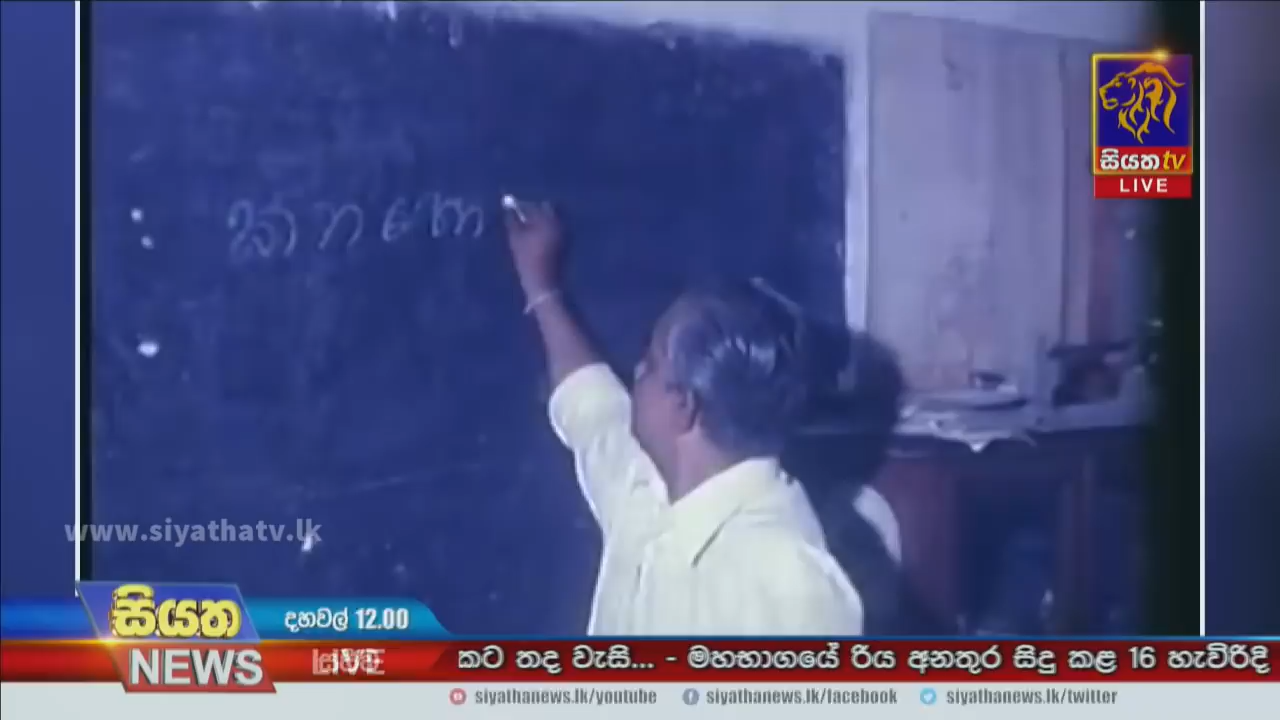 සියත tv
LIVE
www.siyathatv.lk
සියත
දහවල් 12.00
NEWS
කට තද වැසි... - මහභාගයේ රිය අනතුර සිදු කළ 16 හැවිරිදි
siyathanews.lk/youtube
siyathanews.lk/facebook
siyathanews.lk/twitter